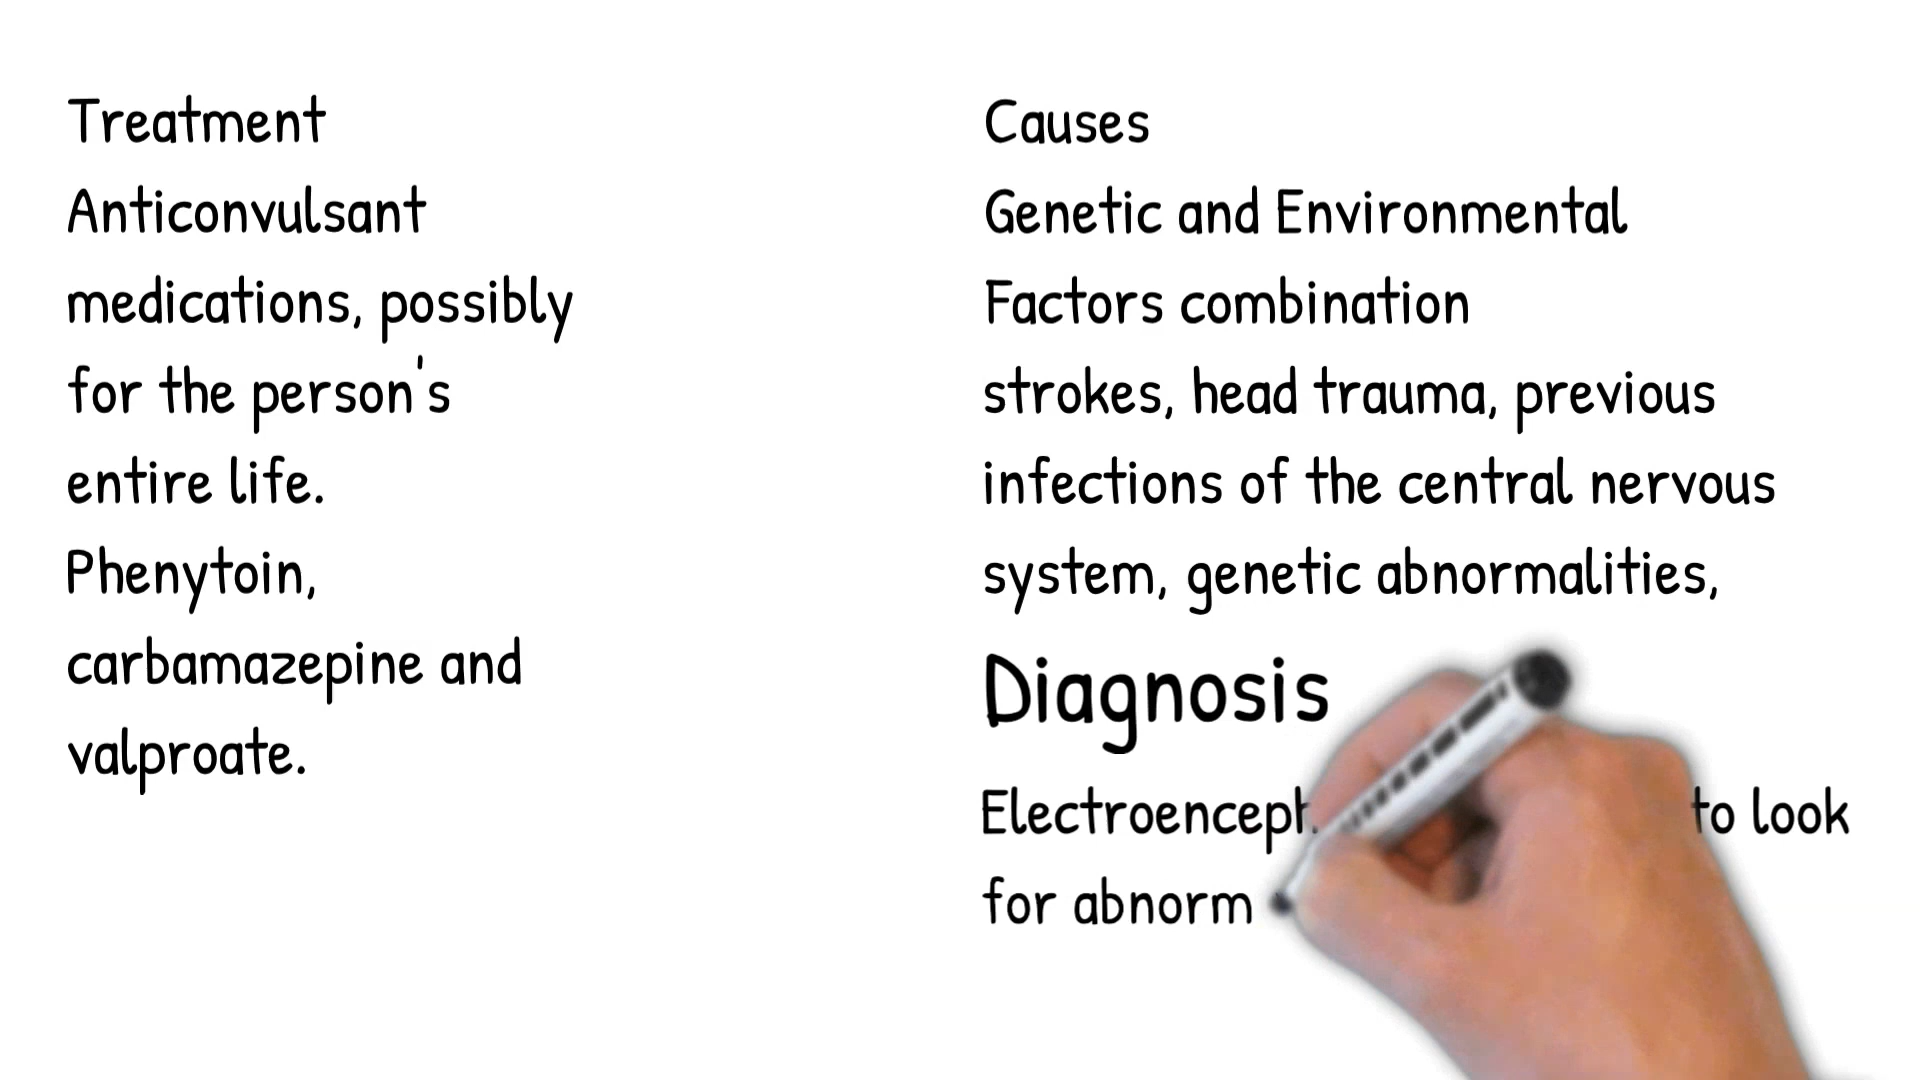 Treatment
Anticonvulsant
medications, possibly
for the person's
entire life.
Phenytoin,
carbamazepine and
valproate.
Causes
Genetic and Environmental
Factors combination
strokes, head trauma, previous
infections of the central nervous
system, genetic abnormalities,
Diagnosis
to look
for abnorm